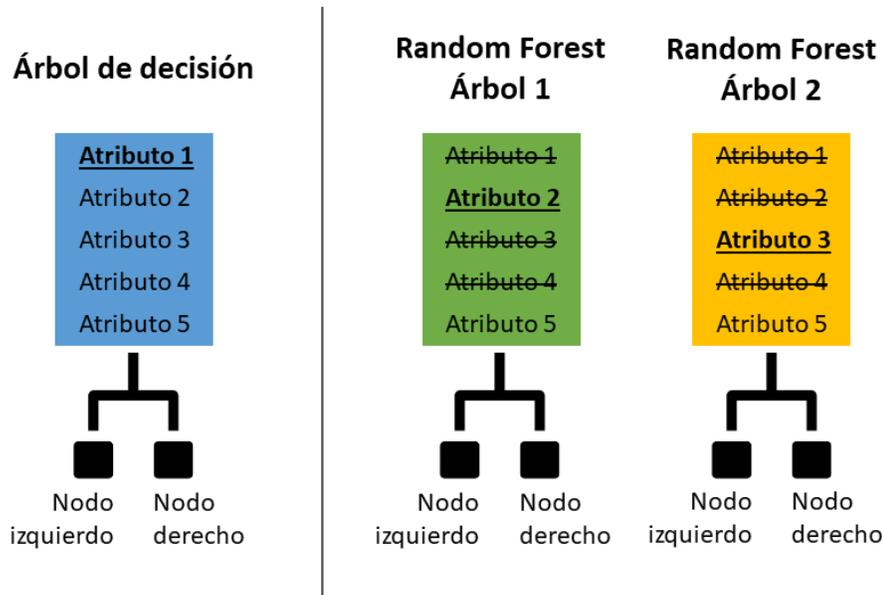 Árbol de decisión
Atributo 1
Atributo 2
Atributo 3
Atributo 4
Atributo 5
Nodo izquierdo
Nodo derecho
Random Forest
Árbol 1
Atributo 1
Atributo 2
Atributo 3
Atributo 4
Atributo 5
Nodo izquierdo
Nodo derecho
Random Forest
Árbol 2
Atributo 1
Atributo 2
Atributo 3
Atributo 4
Atributo 5
Nodo izquierdo
Nodo derecho